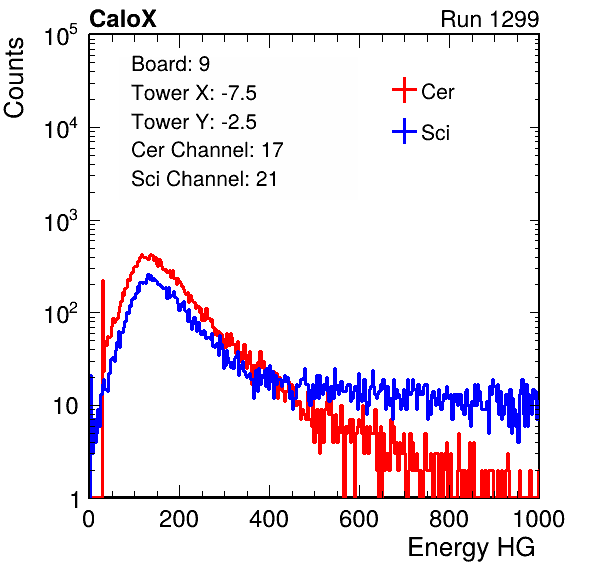 CaloX Run 1299
Counts
Board: 9
Tower X: -7.5
Tower Y: -2.5
Cer Channel: 17
Sci Channel: 21
Cer
Sci
10^5
10^4
10^3
10^2
10
1
0 200 400 600 800 1000
Energy HG